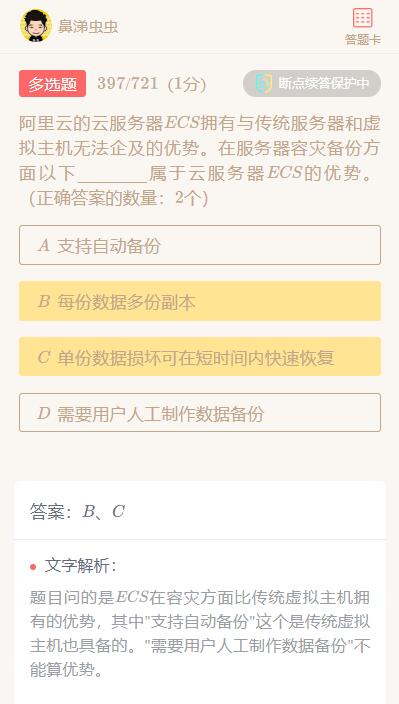 鼻涕虫虫
答题卡
多选题 397/721 (1分)
断点续答保护中
阿里云的云服务器ECS拥有与传统服务器和虚
拟主机无法企及的优势。在服务器容灾备份方
面以下________属于云服务器ECS的优势。
（正确答案的数量：2个）
A 支持自动备份
B 每份数据多份副本
C 单份数据损坏可在短时间内快速恢复
D 需要用户人工制作数据备份
答案：B、C
文字解析：
题目问的是ECS在容灾方面比传统虚拟主机拥
有的优势，其中"支持自动备份"这个是传统虚拟
主机也具备的。"需要用户人工制作数据备份"不
能算优势。